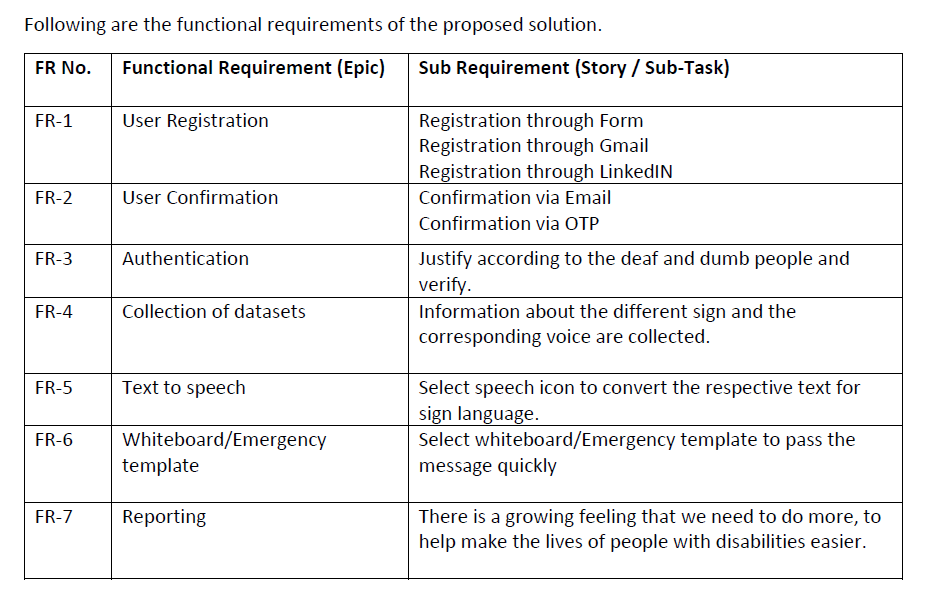 Following are the functional requirements of the proposed solution.
FR No. Functional Requirement (Epic) Sub Requirement (Story / Sub-Task)
FR-1 User Registration Registration through Form
Registration through Gmail
Registration through LinkedIN
FR-2 User Confirmation Confirmation via Email
Confirmation via OTP
FR-3 Authentication Justify according to the deaf and dumb people and
verify.
FR-4 Collection of datasets Information about the different sign and the
corresponding voice are collected.
FR-5 Text to speech Select speech icon to convert the respective text for
sign language.
FR-6 Whiteboard/Emergency Select whiteboard/Emergency template to pass the
template message quickly
FR-7 Reporting There is a growing feeling that we need to do more, to
help make the lives of people with disabilities easier.